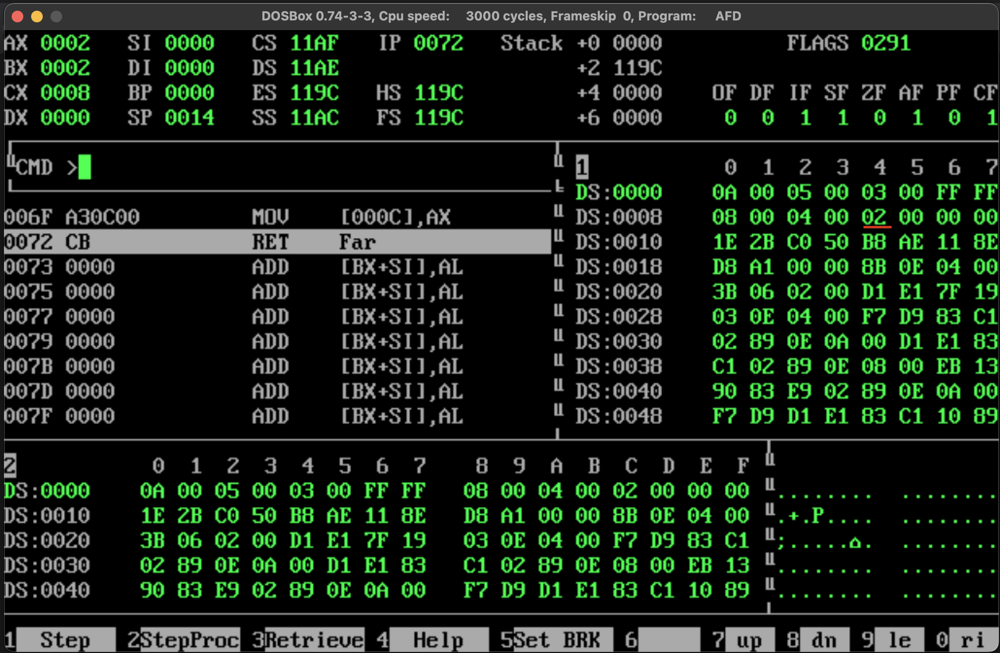 DOSBox 0.74-3-3, Cpu speed: 3000 cycles, Frameskip 0, Program: AFD
AX 0002 SI 0000 CS 11AF IP 0072 Stack +0 0000 FLAGS 0291
BX 0002 DI 0000 DS 11AE +2 119C
CX 0008 BP 0000 ES 119C HS 119C +4 0000 OF DF IF SF ZF AF PF CF
DX 0000 SP 0014 SS 11AC FS 119C +6 0000 0 0 1 1 0 1 0 1
CMD >
006F A30C00 MOV [000C],AX
0072 CB RET Far
0073 0000 ADD [BX+SI],AL
0075 0000 ADD [BX+SI],AL
0077 0000 ADD [BX+SI],AL
0079 0000 ADD [BX+SI],AL
007B 0000 ADD [BX+SI],AL
007D 0000 ADD [BX+SI],AL
007F 0000 ADD [BX+SI],AL
1 0 1 2 3 4 5 6 7
DS:0000 0A 00 05 00 03 00 FF FF
DS:0008 08 00 04 00 02 00 00 00
DS:0010 1E 2B C0 50 B8 AE 11 8E
DS:0018 D8 A1 00 00 8B 0E 04 00
DS:0020 3B 06 02 00 D1 E1 7F 19
DS:0028 03 0E 04 00 F7 D9 83 C1
DS:0030 02 89 0E 0A 00 D1 E1 83
DS:0038 C1 02 89 0E 08 00 EB 13
DS:0040 90 83 E9 02 89 0E 0A 00
DS:0048 F7 D9 D1 E1 83 C1 10 89
2 0 1 2 3 4 5 6 7 8 9 A B C D E F
DS:0000 0A 00 05 00 03 00 FF FF 08 00 04 00 02 00 00 00 ........ ........
DS:0010 1E 2B C0 50 B8 AE 11 8E D8 A1 00 00 8B 0E 04 00 .+.P.... ........
DS:0020 3B 06 02 00 D1 E1 7F 19 03 0E 04 00 F7 D9 83 C1 ;.....⌂. ........
DS:0030 02 89 0E 0A 00 D1 E1 83 C1 02 89 0E 08 00 EB 13 ........ ........
DS:0040 90 83 E9 02 89 0E 0A 00 F7 D9 D1 E1 83 C1 10 89 ........ ........
1 Step 2 StepProc 3 Retrieve 4 Help 5 Set BRK 6 7 up 8 dn 9 le 0 ri